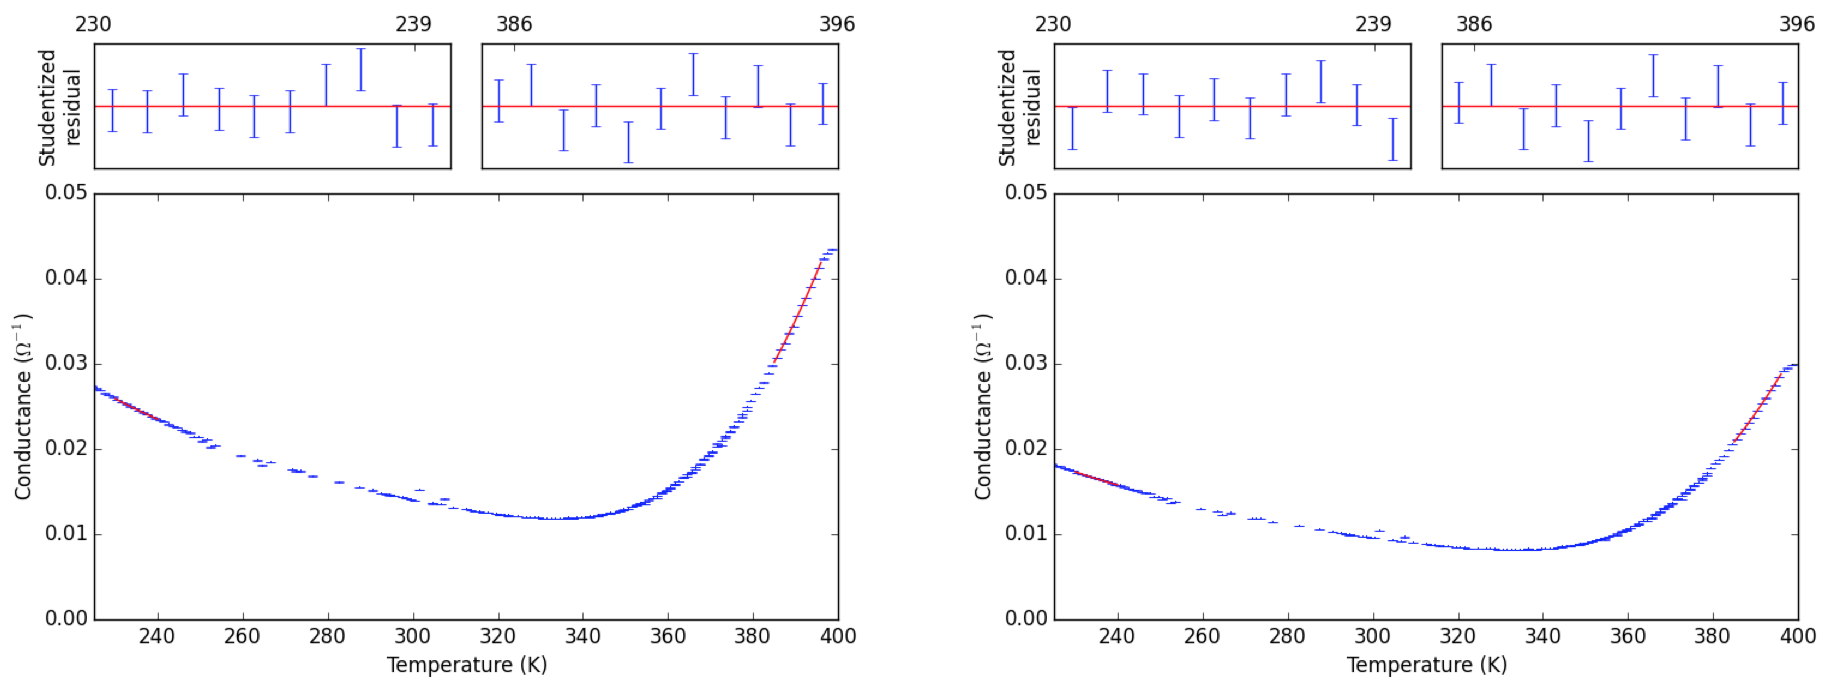 230 239 386 396
Studentized
residual
0.05
0.04
0.03
0.02
0.01
0.00
Conductance (Ω⁻¹)
240 260 280 300 320 340 360 380 400
Temperature (K)
230 239 386 396
Studentized
residual
0.05
0.04
0.03
0.02
0.01
0.00
Conductance (Ω⁻¹)
240 260 280 300 320 340 360 380 400
Temperature (K)